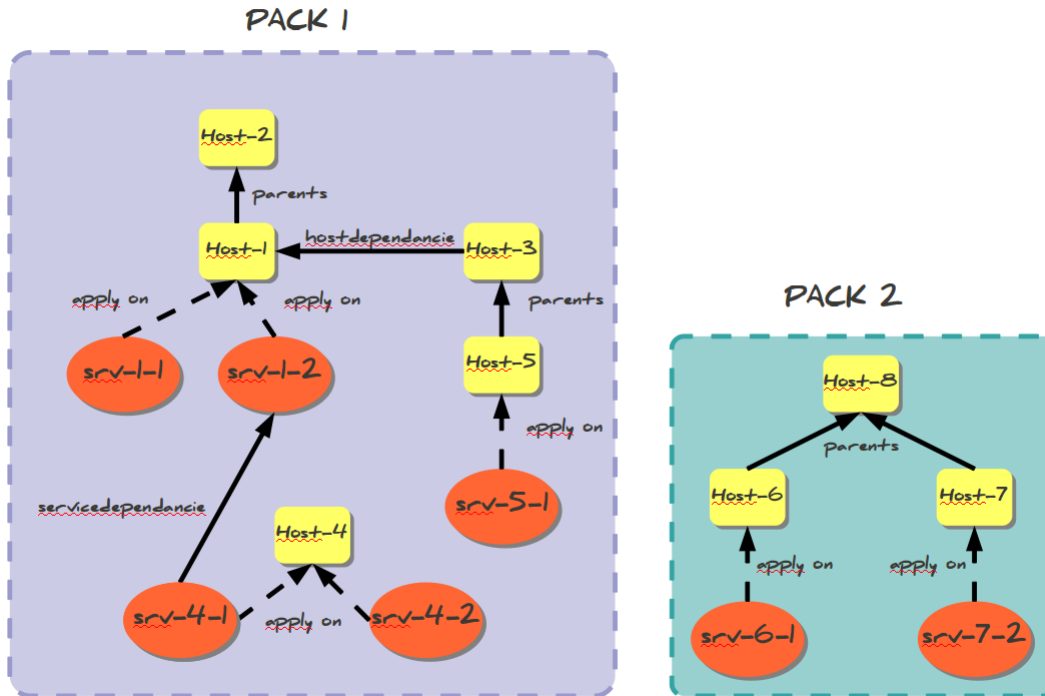 PACK 1
Host-2
parents
Host-1
hostdependancie
Host-3
apply on
apply on
parents
srv-1-1
srv-1-2
Host-5
apply on
servicedependancie
srv-5-1
Host-4
srv-4-1
apply on
srv-4-2
PACK 2
Host-8
parents
Host-6
Host-7
apply on
apply on
srv-6-1
srv-7-2